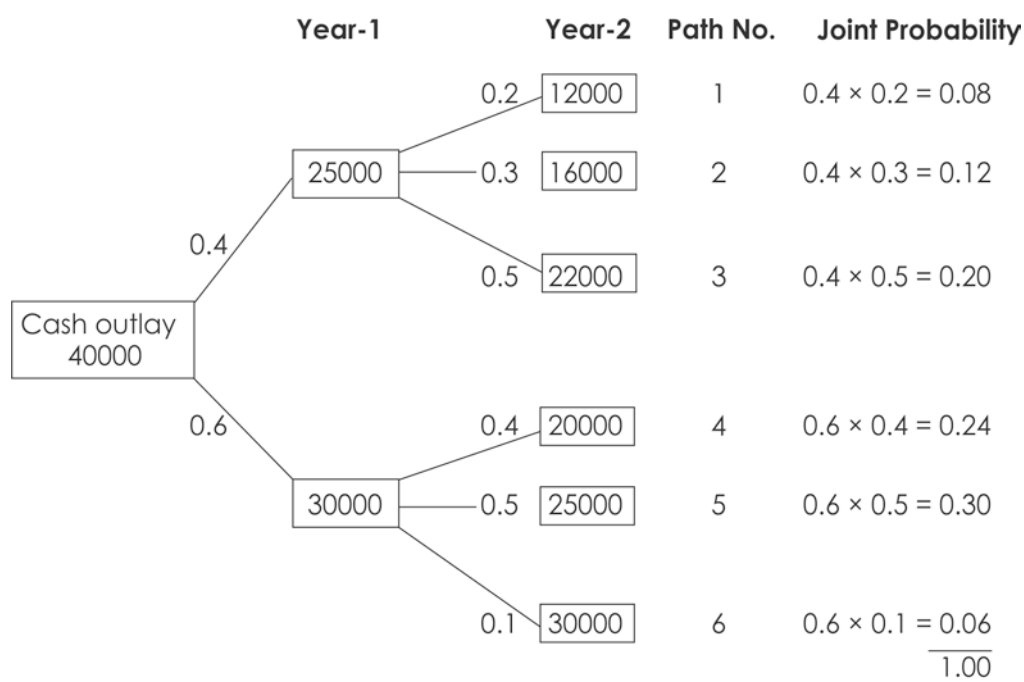 Year-1 Year-2 Path No. Joint Probability
0.2 12000 1 0.4 × 0.2 = 0.08
25000 0.3 16000 2 0.4 × 0.3 = 0.12
0.4
0.5 22000 3 0.4 × 0.5 = 0.20
Cash outlay
40000
0.6 0.4 20000 4 0.6 × 0.4 = 0.24
30000 0.5 25000 5 0.6 × 0.5 = 0.30
0.1 30000 6 0.6 × 0.1 = 0.06
1.00